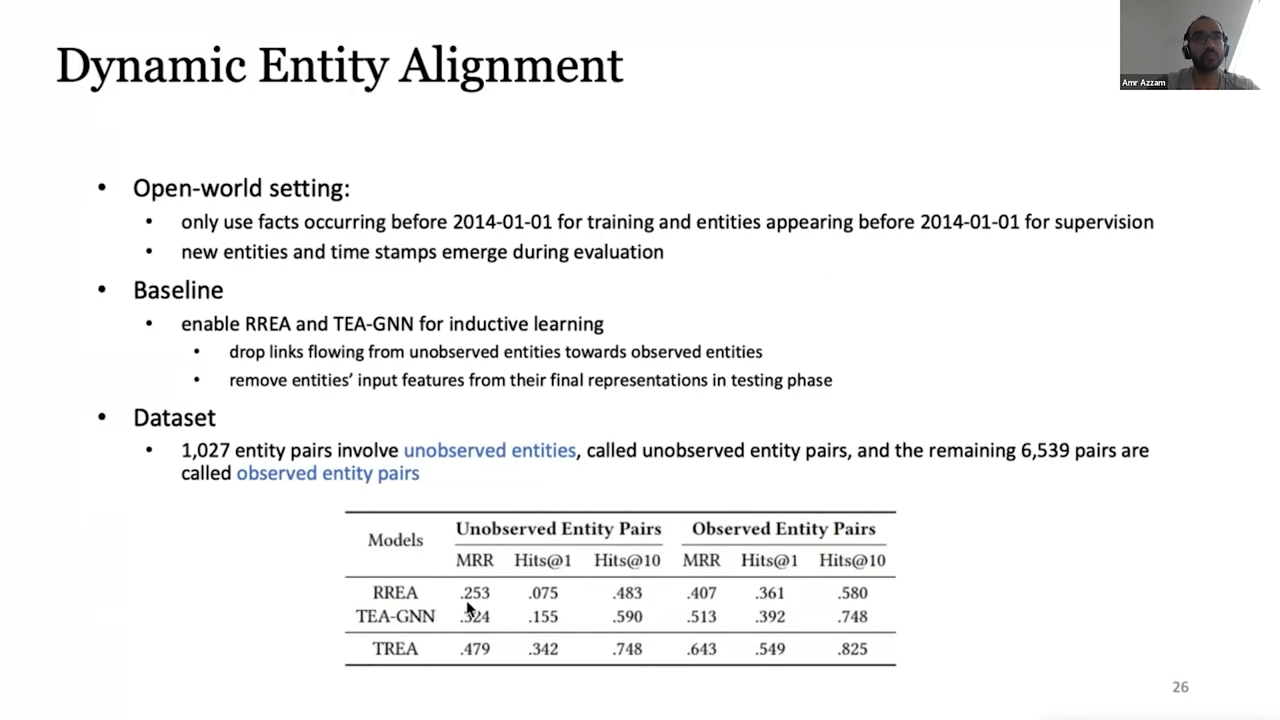 Dynamic Entity Alignment
Amr Azzam
• Open-world setting:
• only use facts occurring before 2014-01-01 for training and entities appearing before 2014-01-01 for supervision
• new entities and time stamps emerge during evaluation
• Baseline
• enable RREA and TEA-GNN for inductive learning
• drop links flowing from unobserved entities towards observed entities
• remove entities' input features from their final representations in testing phase
• Dataset
• 1,027 entity pairs involve unobserved entities, called unobserved entity pairs, and the remaining 6,539 pairs are
called observed entity pairs
Models Unobserved Entity Pairs Observed Entity Pairs
MRR Hits@1 Hits@10 MRR Hits@1 Hits@10
RREA .253 .075 .483 .407 .361 .580
TEA-GNN .324 .155 .590 .513 .392 .748
TREA .479 .342 .748 .643 .549 .825
26